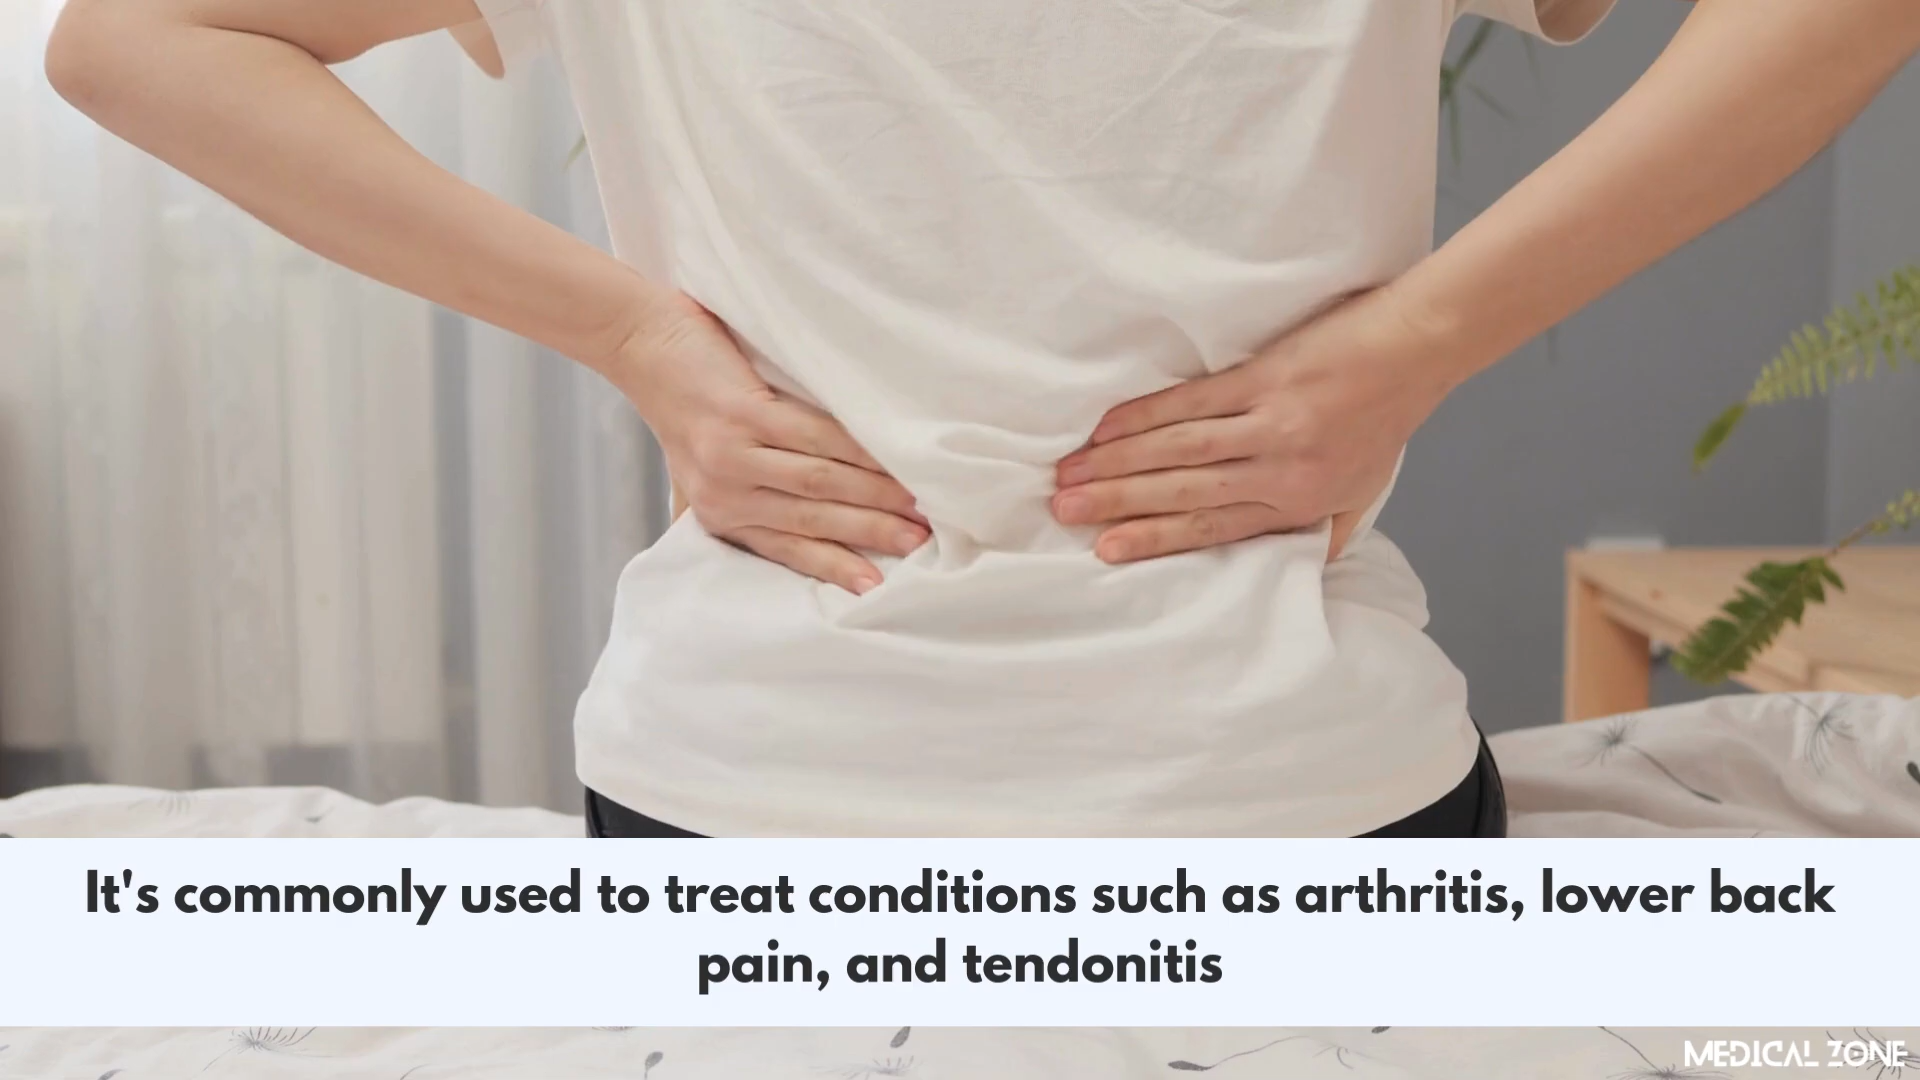 It's commonly used to treat conditions such as arthritis, lower back
pain, and tendonitis
MEDICAL ZONE